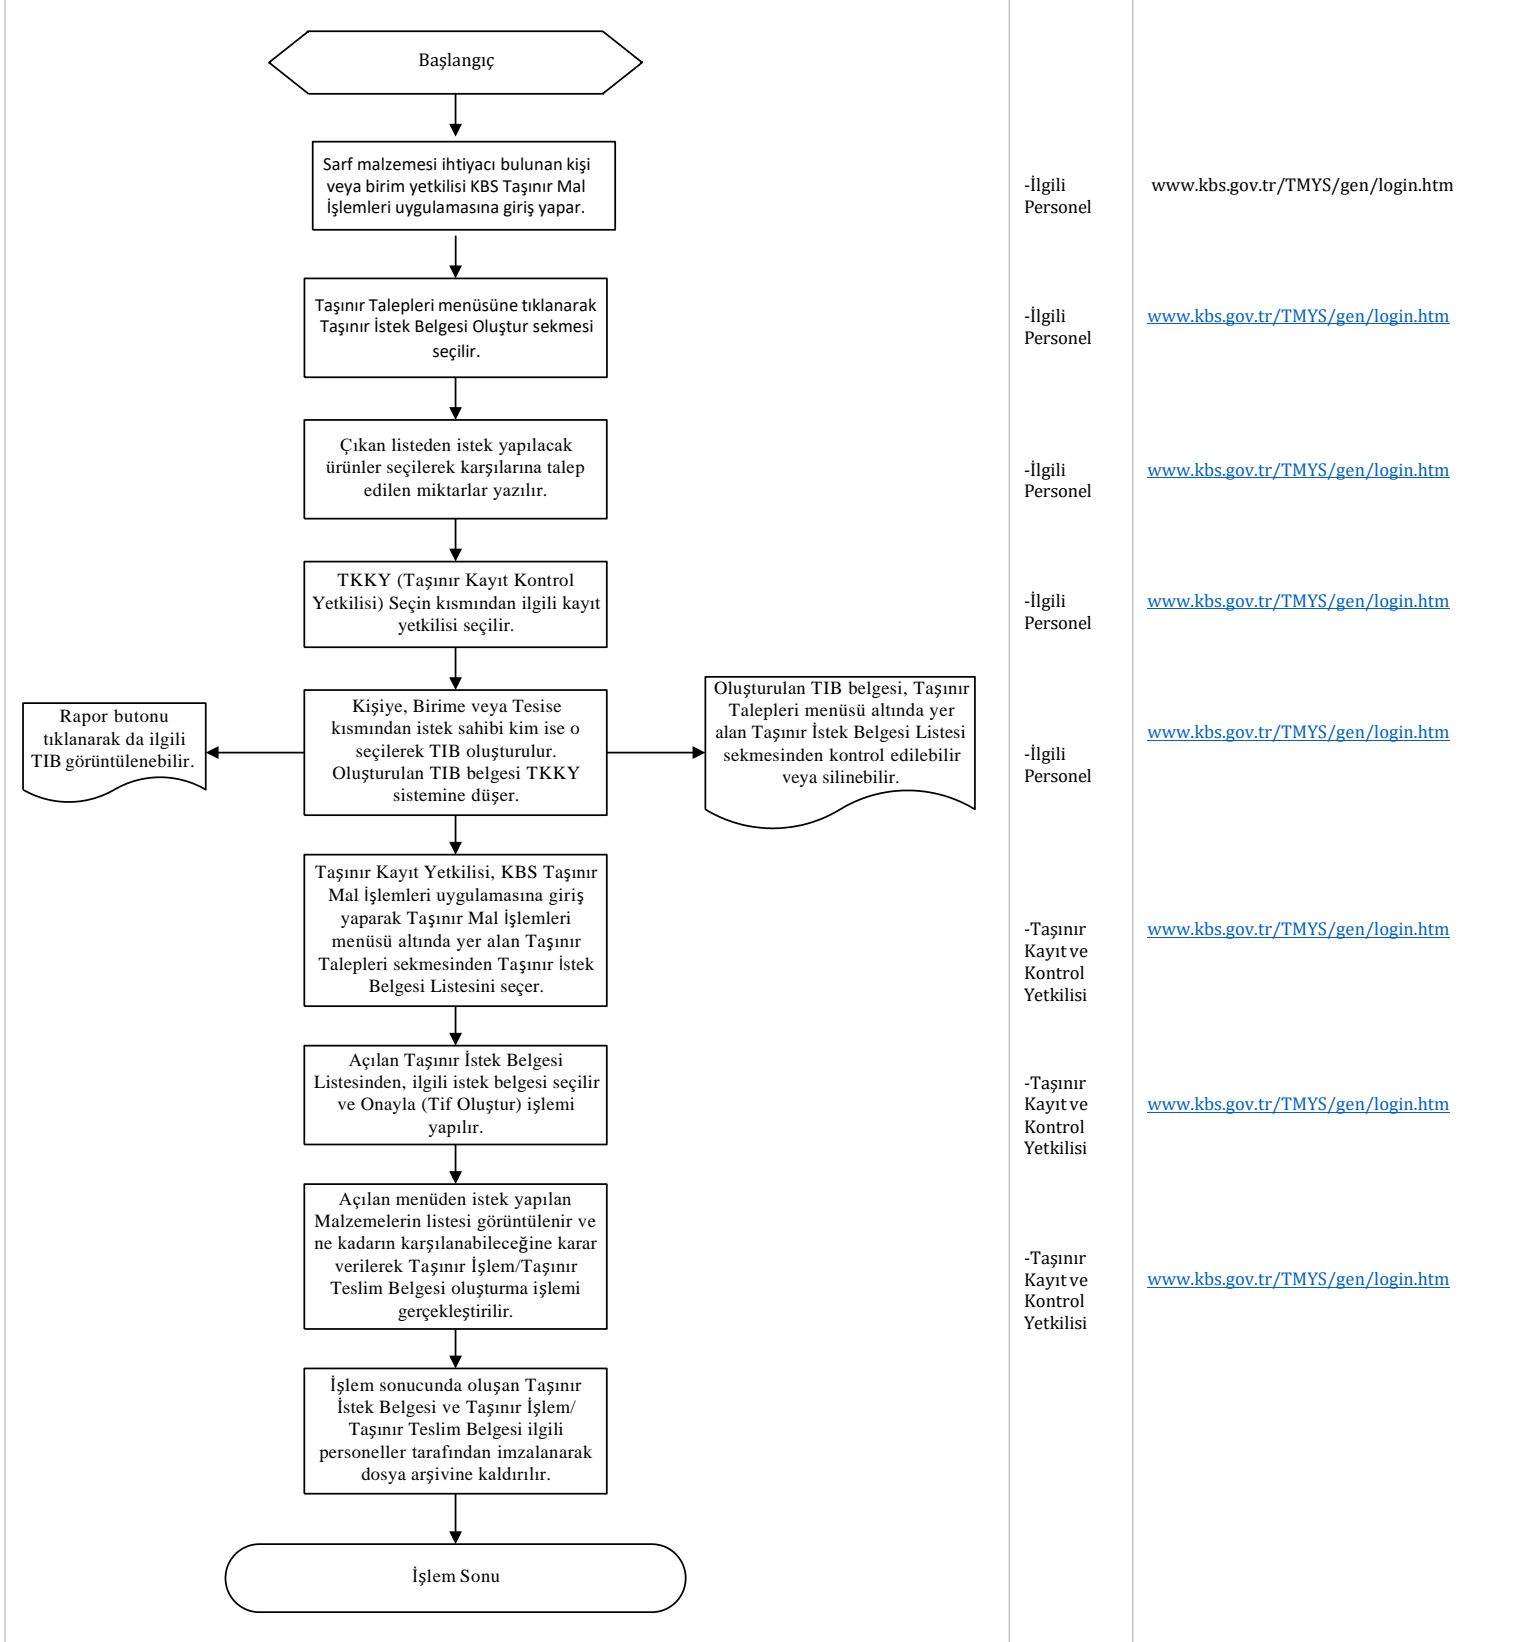 Başlangıç
Sarf malzemesi ihtiyacı bulunan kişi
veya birim yetkilisi KBS Taşınır Mal
İşlemleri uygulamasına giriş yapar.
-İlgili
Personel
www.kbs.gov.tr/TMYS/gen/login.htm
Taşınır Talepleri menüsüne tıklanarak
Taşınır İstek Belgesi Oluştur sekmesi
seçilir.
-İlgili
Personel
www.kbs.gov.tr/TMYS/gen/login.htm
Çıkan listeden istek yapılacak
ürünler seçilerek karşılarına talep
edilen miktarlar yazılır.
-İlgili
Personel
www.kbs.gov.tr/TMYS/gen/login.htm
TKKY (Taşınır Kayıt Kontrol
Yetkilisi) Seçin kısmından ilgili kayıt
yetkilisi seçilir.
-İlgili
Personel
www.kbs.gov.tr/TMYS/gen/login.htm
Rapor butonu
tıklanarak da ilgili
TIB görüntülenebilir.
Kişiye, Birime veya Tesise
kısmından istek sahibi kim ise o
seçilerek TIB oluşturulur.
Oluşturulan TIB belgesi TKKY
sistemine düşer.
Oluşturulan TIB belgesi, Taşınır
Talepleri menüsü altında yer
alan Taşınır İstek Belgesi Listesi
sekmesinden kontrol edilebilir
veya silinebilir.
-İlgili
Personel
www.kbs.gov.tr/TMYS/gen/login.htm
Taşınır Kayıt Yetkilisi, KBS Taşınır
Mal İşlemleri uygulamasına giriş
yaparak Taşınır Mal İşlemleri
menüsü altında yer alan Taşınır
Talepleri sekmesinden Taşınır İstek
Belgesi Listesini seçer.
-Taşınır
Kayıt ve
Kontrol
Yetkilisi
www.kbs.gov.tr/TMYS/gen/login.htm
Açılan Taşınır İstek Belgesi
Listesinden, ilgili istek belgesi seçilir
ve Onayla (Tif Oluştur) işlemi
yapılır.
-Taşınır
Kayıt ve
Kontrol
Yetkilisi
www.kbs.gov.tr/TMYS/gen/login.htm
Açılan menüden istek yapılan
Malzemelerin listesi görüntülenir ve
ne kadarın karşılanabileceğine karar
verilerek Taşınır İşlem/Taşınır
Teslim Belgesi oluşturma işlemi
gerçekleştirilir.
-Taşınır
Kayıt ve
Kontrol
Yetkilisi
www.kbs.gov.tr/TMYS/gen/login.htm
İşlem sonucunda oluşan Taşınır
İstek Belgesi ve Taşınır İşlem/
Taşınır Teslim Belgesi ilgili
personeller tarafından imzalanarak
dosya arşivine kaldırılır.
İşlem Sonu